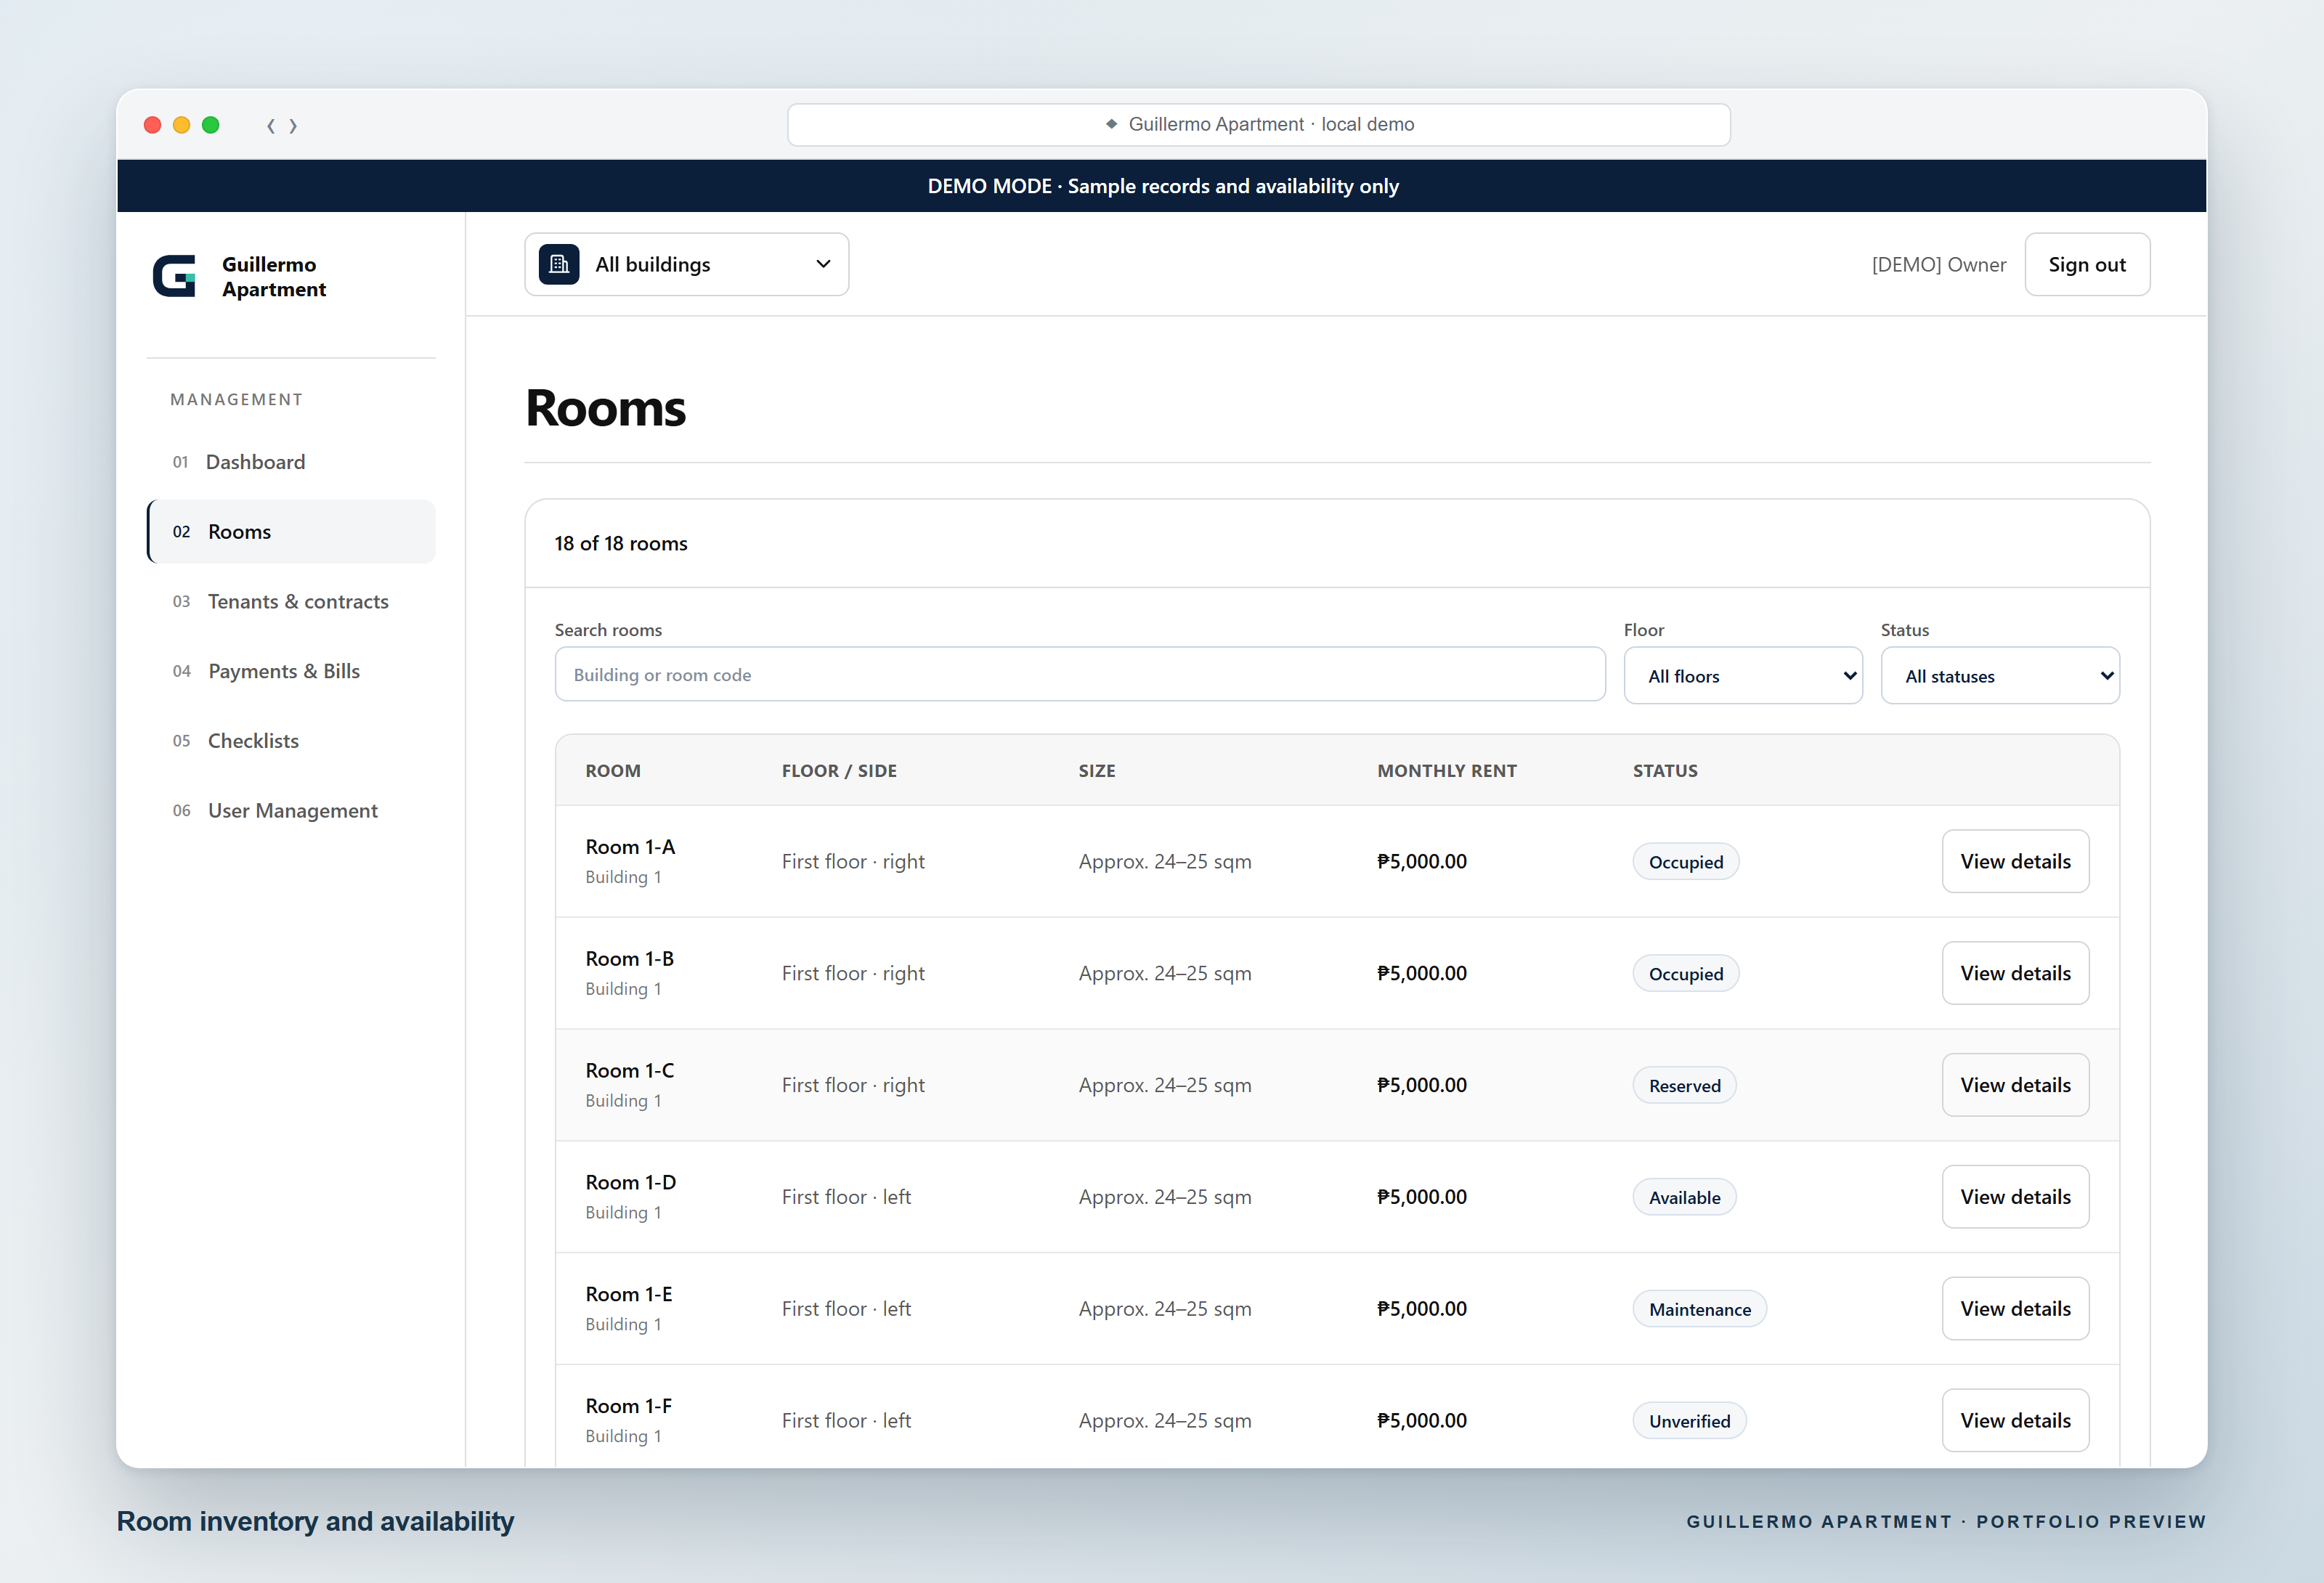 ◆ Guillermo Apartment · local demo
DEMO MODE · Sample records and availability only
Guillermo
Apartment
All buildings
[DEMO] Owner
Sign out
MANAGEMENT
01 Dashboard
02 Rooms
03 Tenants & contracts
04 Payments & Bills
05 Checklists
06 User Management
Rooms
18 of 18 rooms
Search rooms
Building or room code
Floor
All floors
Status
All statuses
ROOM FLOOR / SIDE SIZE MONTHLY RENT STATUS
Room 1-A
Building 1
First floor · right Approx. 24–25 sqm ₱5,000.00 Occupied View details
Room 1-B
Building 1
First floor · right Approx. 24–25 sqm ₱5,000.00 Occupied View details
Room 1-C
Building 1
First floor · right Approx. 24–25 sqm ₱5,000.00 Reserved View details
Room 1-D
Building 1
First floor · left Approx. 24–25 sqm ₱5,000.00 Available View details
Room 1-E
Building 1
First floor · left Approx. 24–25 sqm ₱5,000.00 Maintenance View details
Room 1-F
Building 1
First floor · left Approx. 24–25 sqm ₱5,000.00 Unverified View details
Room inventory and availability
GUILLERMO APARTMENT · PORTFOLIO PREVIEW